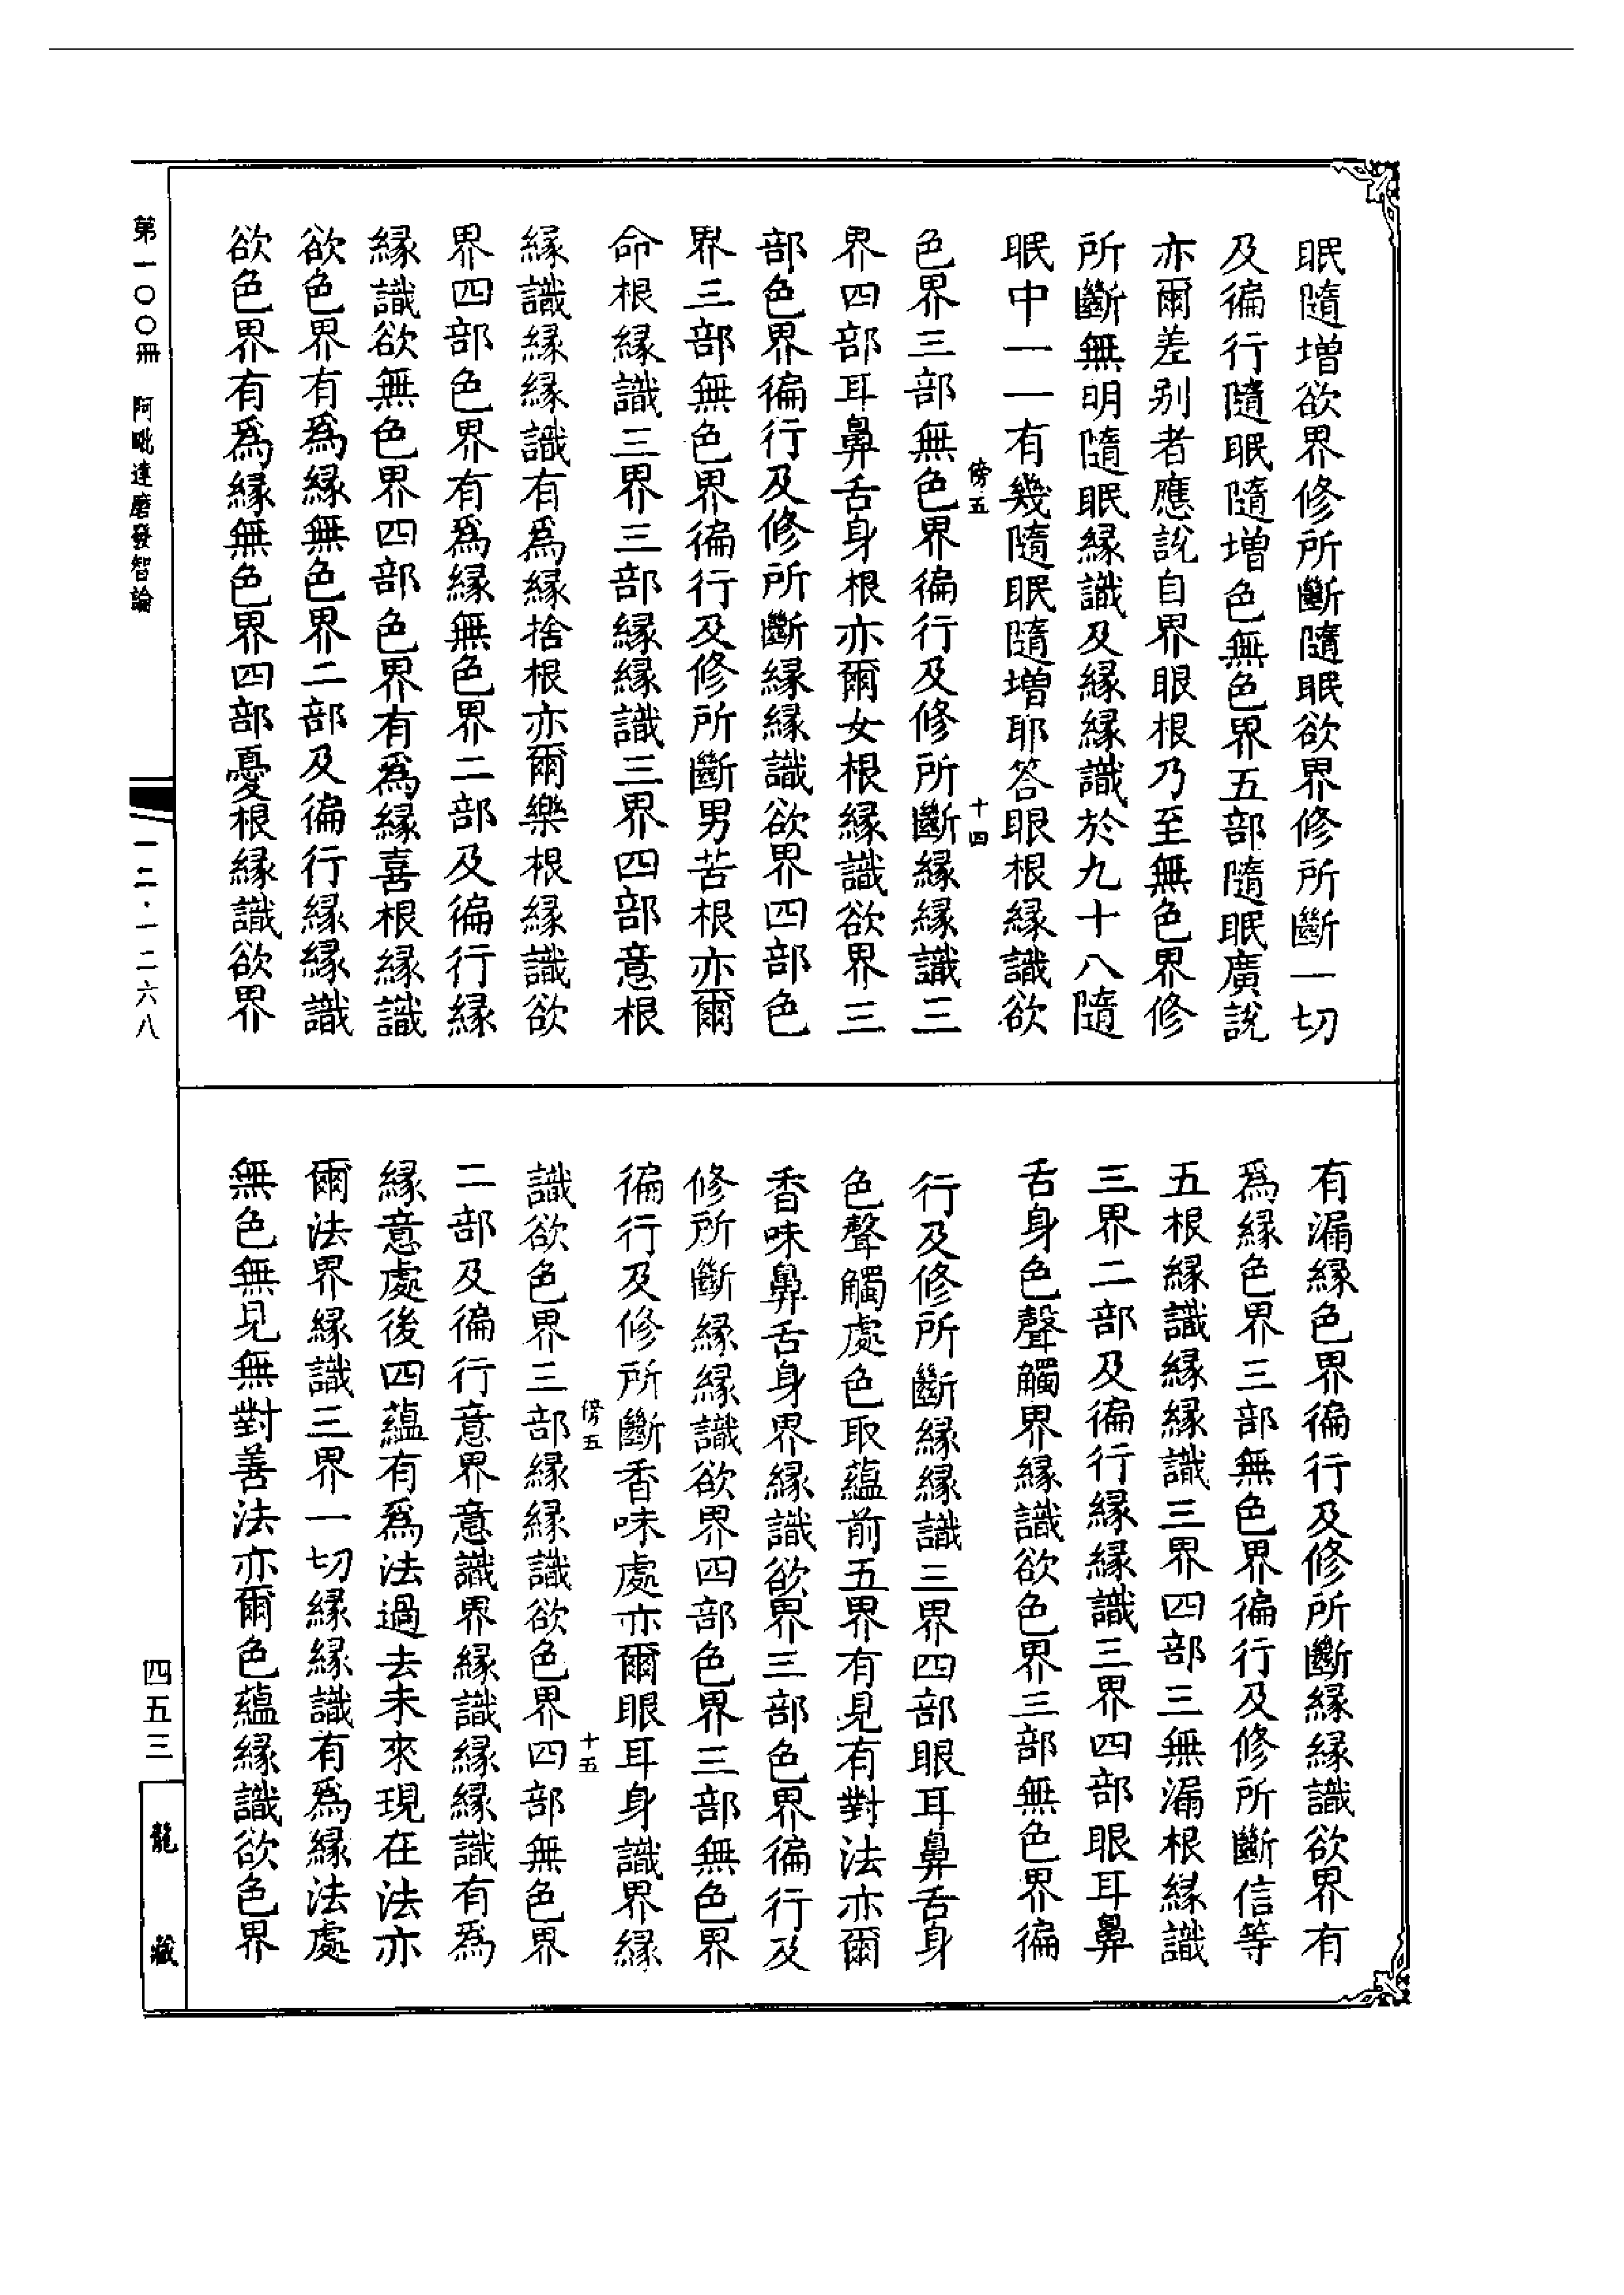 眠隨增欲界修所斷隨眠欲界修所斷一切
及徧行隨眠隨增色無色界五部隨眠廣說
亦爾差别者應說自界眼根乃至無色界修
所斷無明隨眠緣識及緣緣識於九十八隨
眠中一一有幾隨眠隨增耶答眼根緣識欲
傍五
十四
色界三部無色界徧行及修所斷緣緣識三
界四部耳鼻舌身根亦爾女根緣識欲界三
部色界徧行及修所斷緣緣識欲界四部色
界三部無色界徧行及修所斷男苦根亦爾
命根緣識三界三部緣緣識三界四部意根
緣識緣緣識有爲緣捨根亦爾樂根緣識欲
界四部色界有爲緣無色界二部及徧行緣
緣識欲無色界四部色界有爲緣喜根緣識
欲色界有爲緣無色界二部及徧行緣緣識
欲色界有爲緣無色界四部憂根緣識欲界
有漏緣色界徧行及修所斷緣緣識欲界有
爲緣色界三部無色界徧行及修所斷信等
五根緣識緣緣識三界四部三無漏根緣識
三界二部及徧行緣緣識三界四部眼耳鼻
舌身色聲觸界緣識欲色界三部無色界徧
行及修所斷緣緣識三界四部眼耳鼻舌身
色聲觸處色取蘊前五界有見有對法亦爾
香味鼻舌身界緣識欲界三部色界徧行及
修所斷緣緣識欲界四部色界三部無色界
徧行及修所斷香味處亦爾眼耳身識界緣
傍五
十五
識欲色界三部緣緣識欲色界四部無色界
二部及徧行意界意識界緣識緣緣識有爲
緣意處後四蘊有爲法過去未來現在法亦
爾法界緣識三界一切緣緣識有爲緣法處
無色無見無對善法亦爾色蘊緣識欲色界
第一〇〇冊 阿毗達磨發智論
一二·一二六八
四五三
龍藏